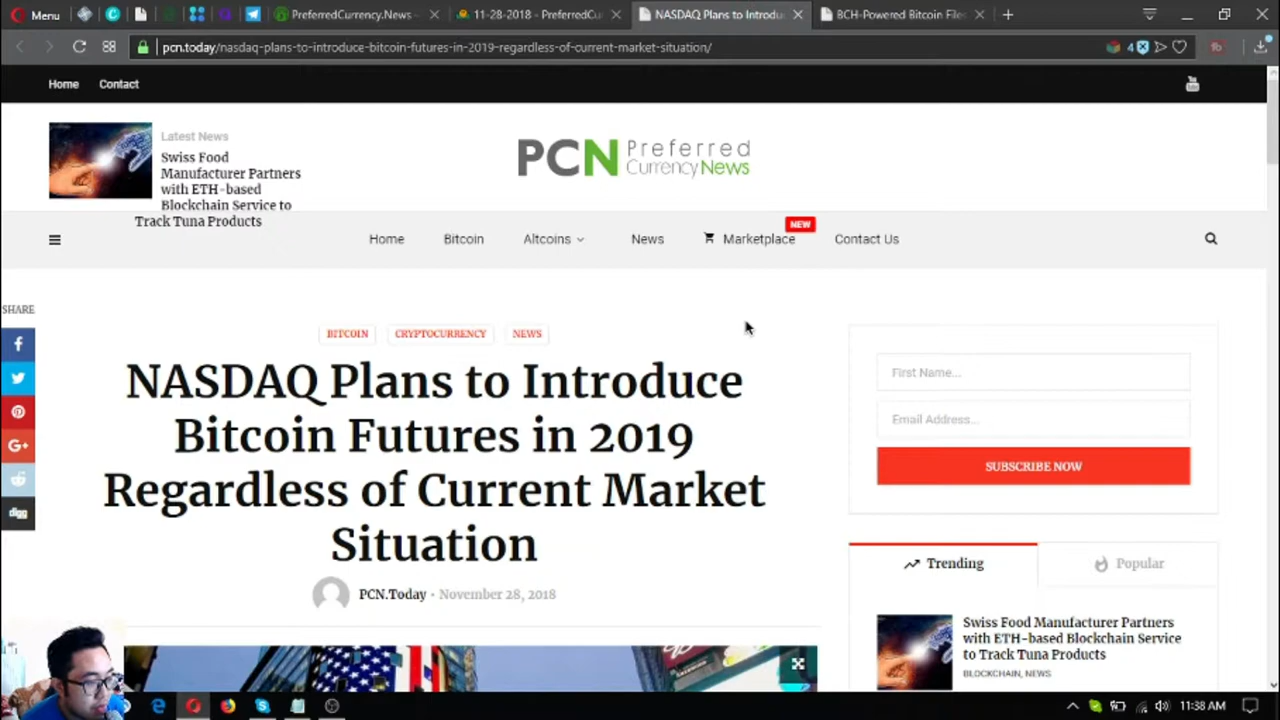 Menu
PreferredCurrency.News -
11-28-2018 - PreferredCu
NASDAQ Plans to Introdu
BCH-Powered Bitcoin Files
pcn.today/nasdaq-plans-to-introduce-bitcoin-futures-in-2019-regardless-of-current-market-situation/
4
Home
Contact
Latest News
Swiss Food
Manufacturer Partners
with ETH-based
Blockchain Service to
Track Tuna Products
PCN Preferred
CurrencyNews
NEW
Home
Bitcoin
Altcoins
News
Marketplace
Contact Us
SHARE
BITCOIN
CRYPTOCURRENCY
NEWS
NASDAQ Plans to Introduce
Bitcoin Futures in 2019
Regardless of Current Market
Situation
PCN.Today - November 28, 2018
digg
First Name...
Email Address...
SUBSCRIBE NOW
Trending
Popular
Swiss Food Manufacturer Partners
with ETH-based Blockchain Service
to Track Tuna Products
BLOCKCHAIN, NEWS
11:38 AM